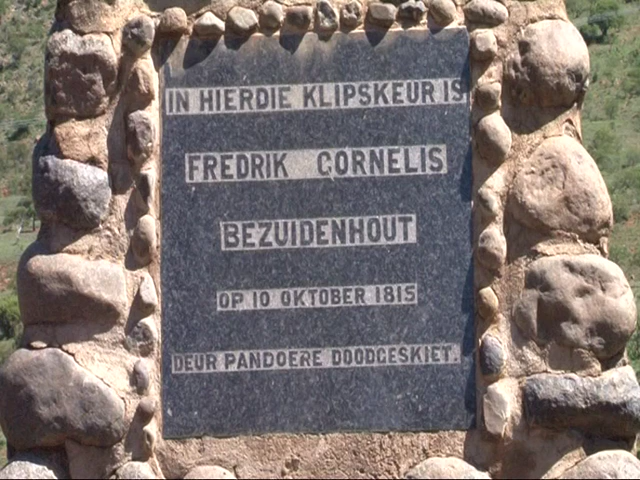 IN HIERDIE KLIPSKEUR IS
FREDRIK CORNELIS
BEZUIDENHOUT
OP 10 OKTOBER 1815
DEUR PANDOERE DOODGESKIET.